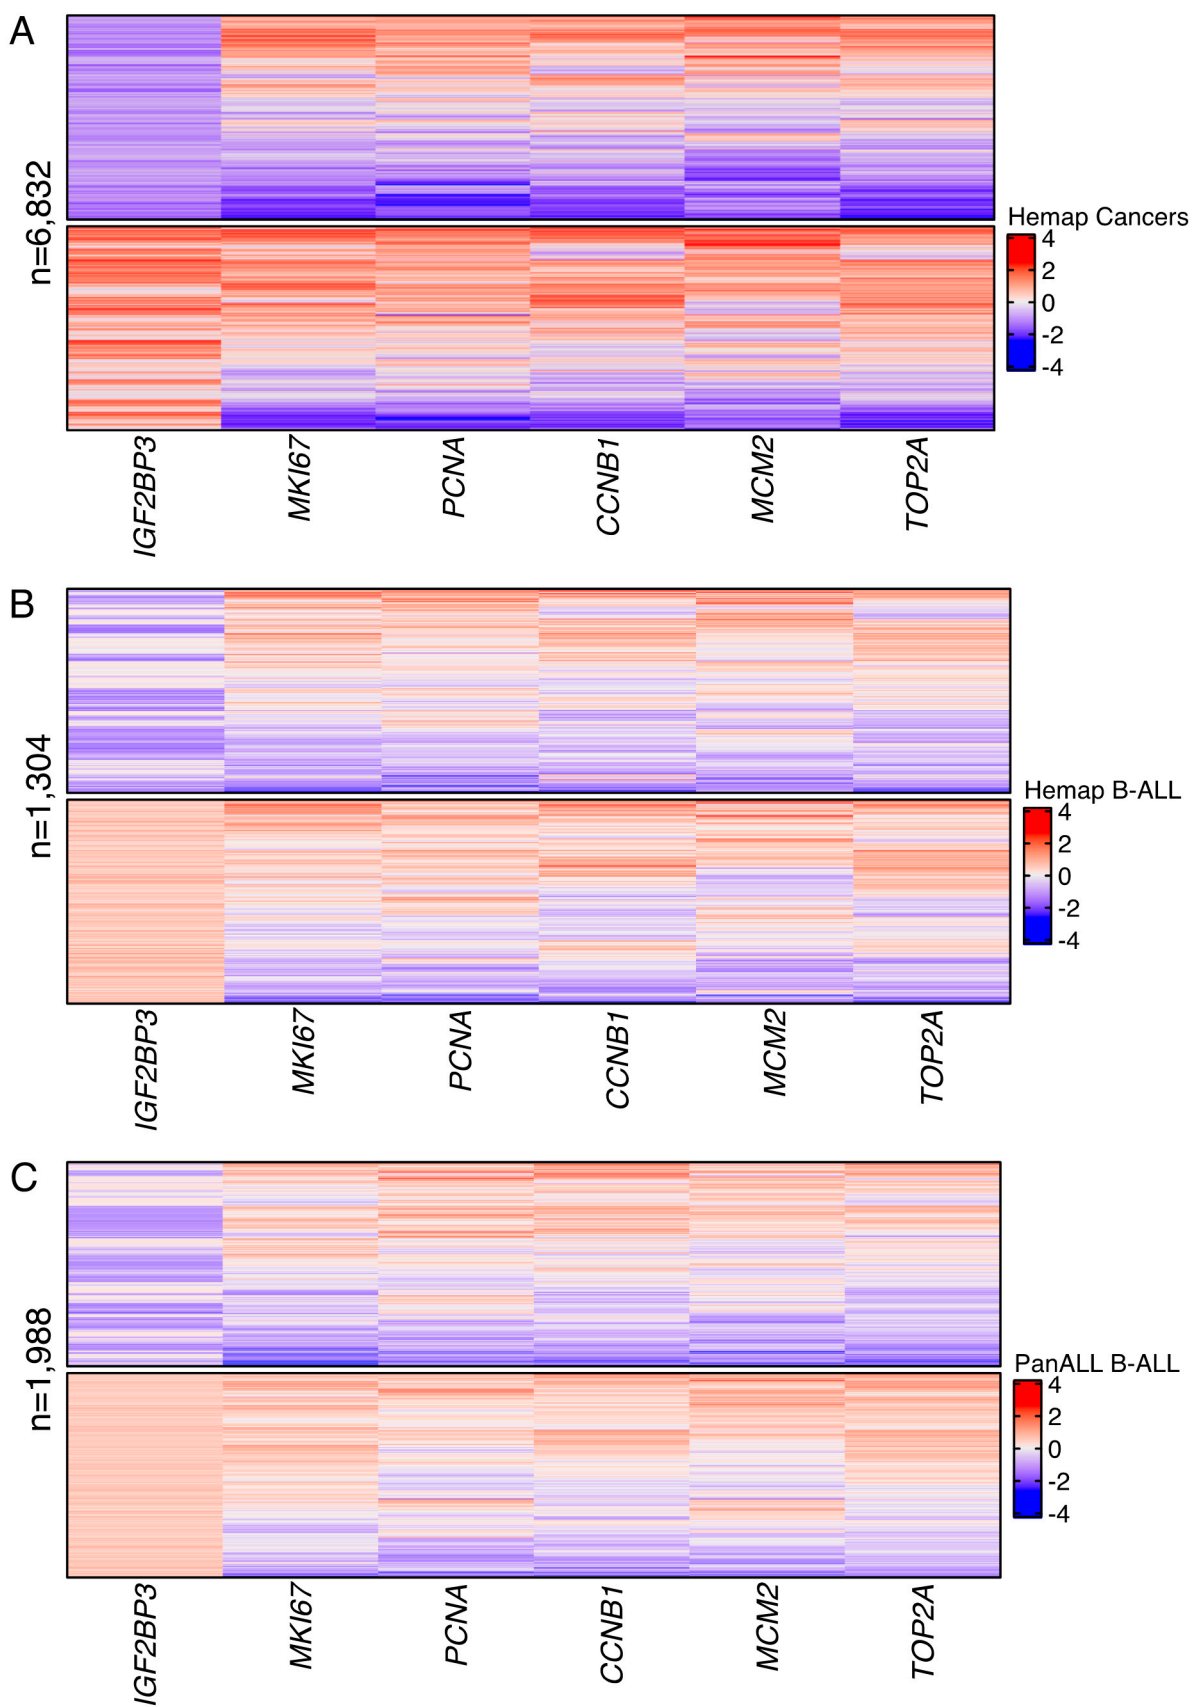 A
n=6,832
Hemap Cancers
4
2
0
-2
-4
IGF2BP3
MKI67
PCNA
CCNB1
MCM2
TOP2A
B
n=1,304
Hemap B-ALL
4
2
0
-2
-4
IGF2BP3
MKI67
PCNA
CCNB1
MCM2
TOP2A
C
n=1,988
PanALL B-ALL
4
2
0
-2
-4
IGF2BP3
MKI67
PCNA
CCNB1
MCM2
TOP2A